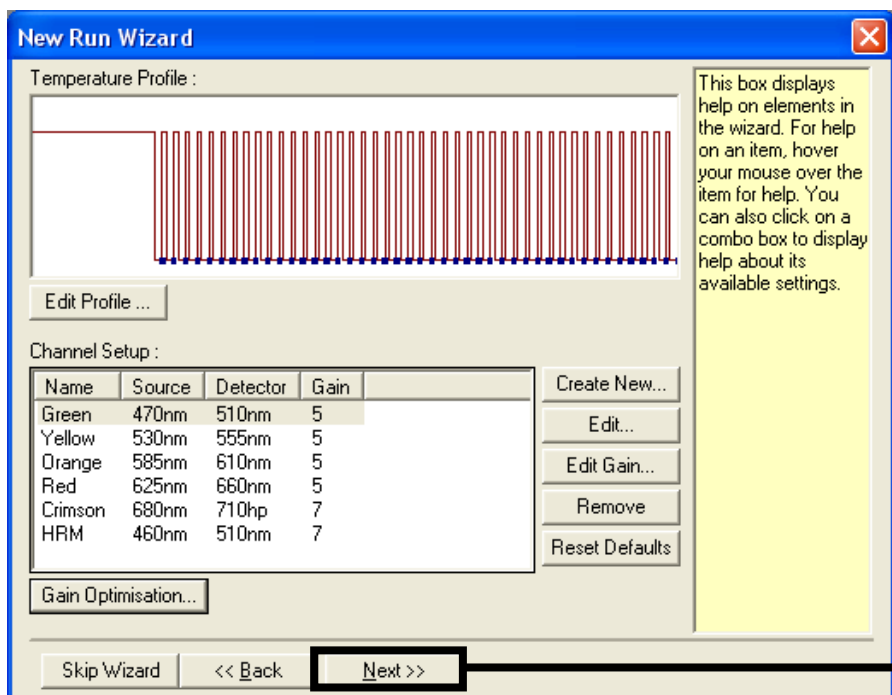 New Run Wizard
Temperature Profile :
Edit Profile ...
Channel Setup :
Name Source Detector Gain
Green 470nm 510nm 5
Yellow 530nm 555nm 5
Orange 585nm 610nm 5
Red 625nm 660nm 5
Crimson 680nm 710hp 7
HRM 460nm 510nm 7
Create New...
Edit...
Edit Gain...
Remove
Reset Defaults
Gain Optimisation...
This box displays
help on elements in
the wizard. For help
on an item, hover
your mouse over the
item for help. You
can also click on a
combo box to display
help about its
available settings.
Skip Wizard << Back Next >>